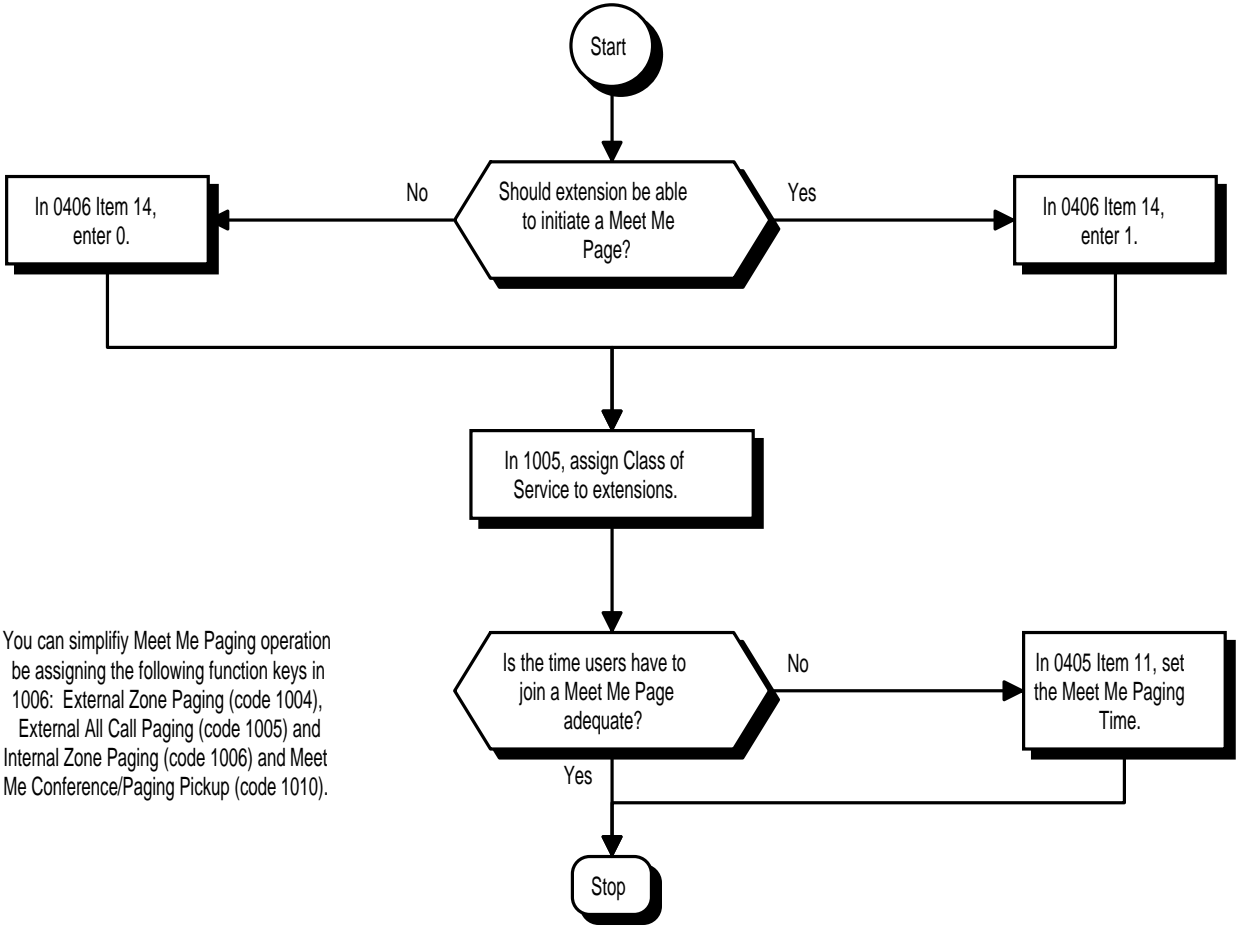 Start
Should extension be able
to initiate a Meet Me
Page?
No
Yes
In 0406 Item 14,
enter 0.
In 0406 Item 14,
enter 1.
In 1005, assign Class of
Service to extensions.
Is the time users have to
join a Meet Me Page
adequate?
No
In 0405 Item 11, set
the Meet Me Paging
Time.
Yes
Stop
You can simplifiy Meet Me Paging operation
be assigning the following function keys in
1006: External Zone Paging (code 1004),
External All Call Paging (code 1005) and
Internal Zone Paging (code 1006) and Meet
Me Conference/Paging Pickup (code 1010).